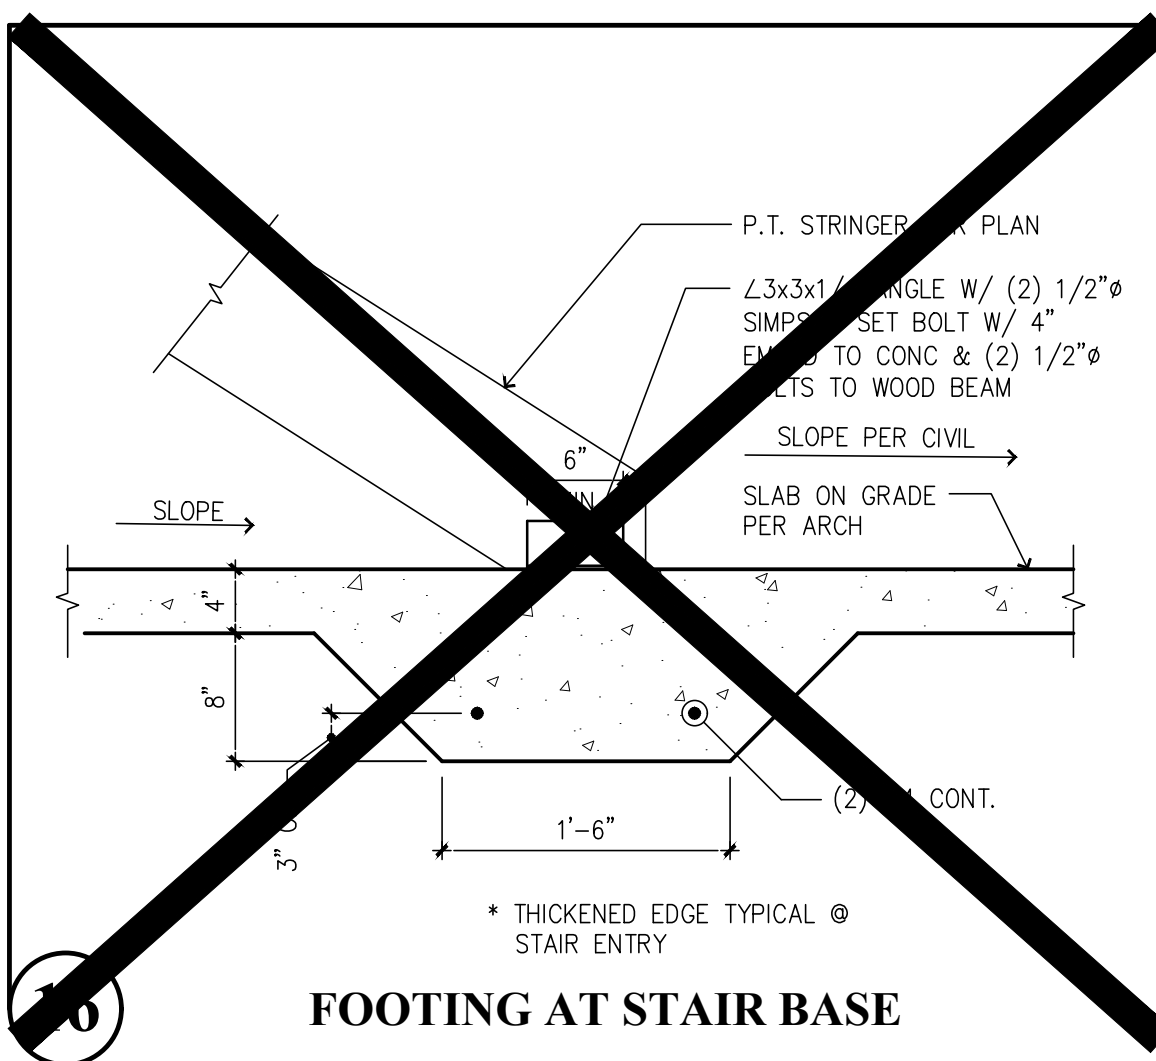 P.T. STRINGER PLAN
∠3x3x1/ ANGLE W/ (2) 1/2"ø
SET BOLT W/ 4"
TO CONC & (2) 1/2"ø
TO WOOD BEAM
SLOPE PER CIVIL
6"
SLAB ON GRADE
PER ARCH
SLOPE
4"
8"
3"
(2) CONT.
1'-6"
* THICKENED EDGE TYPICAL @
STAIR ENTRY
16
FOOTING AT STAIR BASE